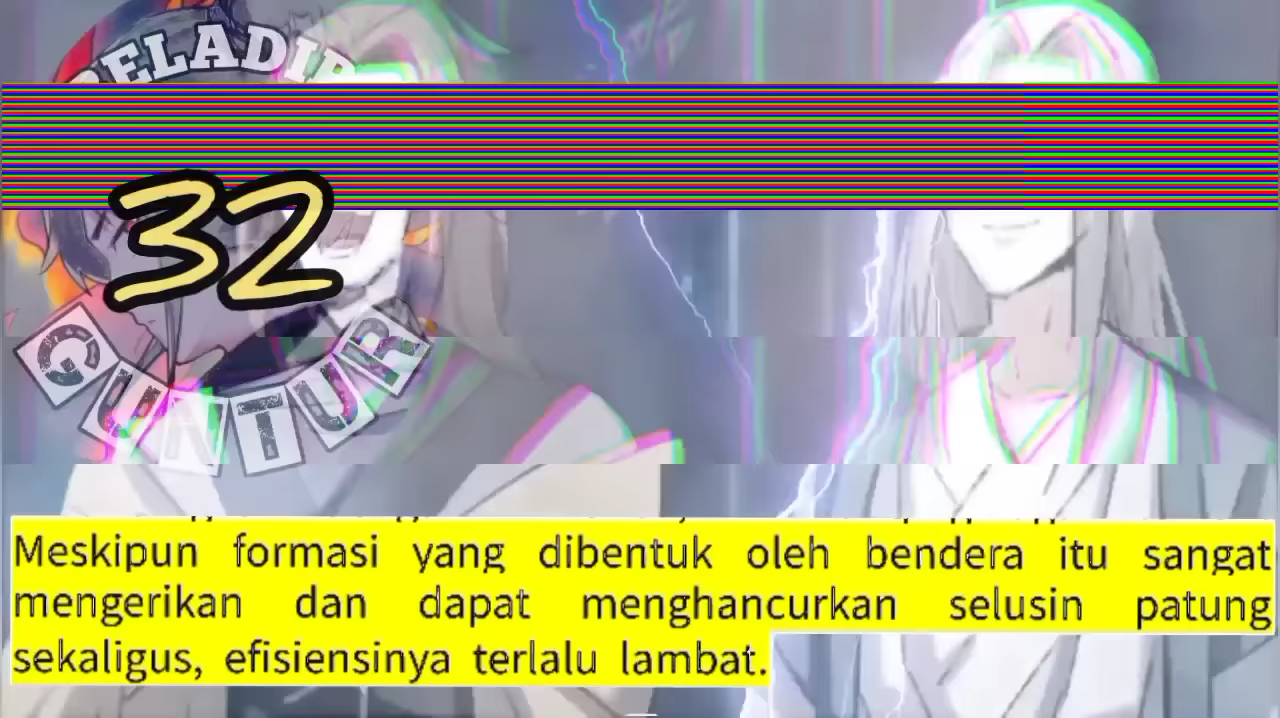 BELADIRI
32
GUNTUR
Meskipun formasi yang dibentuk oleh bendera itu sangat
mengerikan dan dapat menghancurkan selusin patung
sekaligus, efisiensinya terlalu lambat.